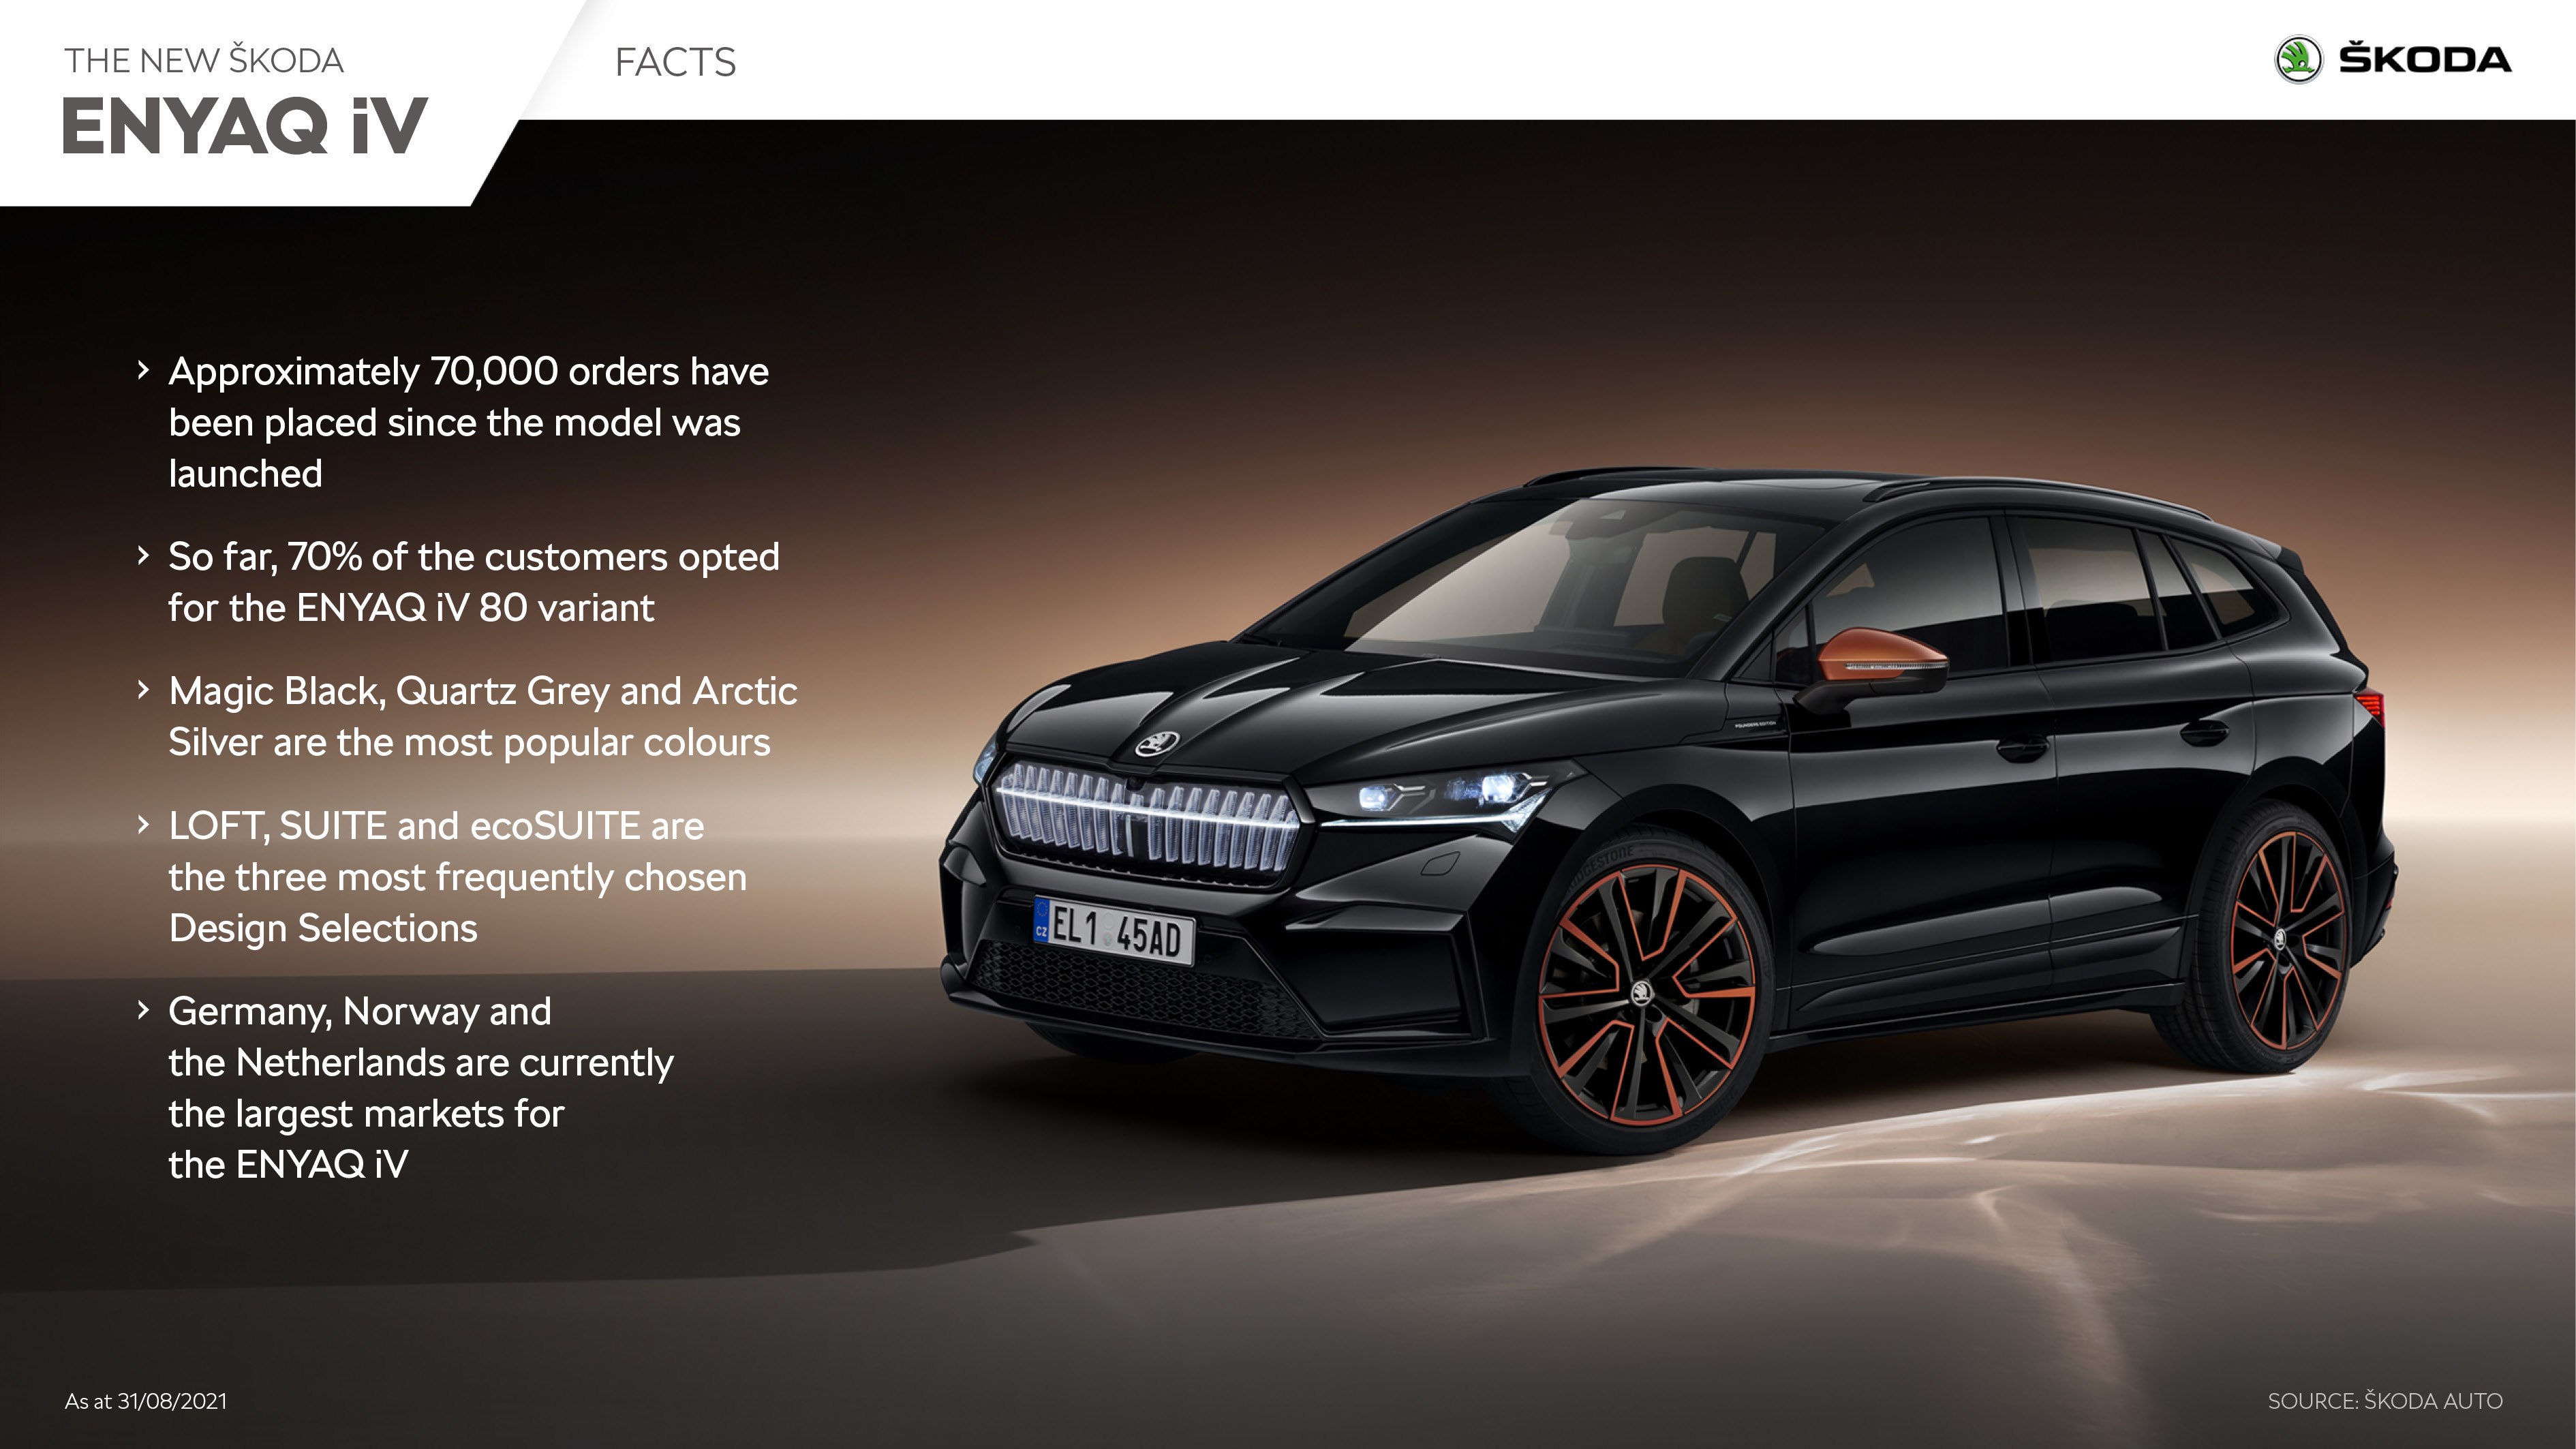 THE NEW ŠKODA
ENYAQ iV
FACTS
ŠKODA
› Approximately 70,000 orders have
been placed since the model was
launched
› So far, 70% of the customers opted
for the ENYAQ iV 80 variant
› Magic Black, Quartz Grey and Arctic
Silver are the most popular colours
› LOFT, SUITE and ecoSUITE are
the three most frequently chosen
Design Selections
› Germany, Norway and
the Netherlands are currently
the largest markets for
the ENYAQ iV
FOUNDERS EDITION
BRIDGESTONE
CZ
EL1 45AD
As at 31/08/2021
SOURCE: ŠKODA AUTO